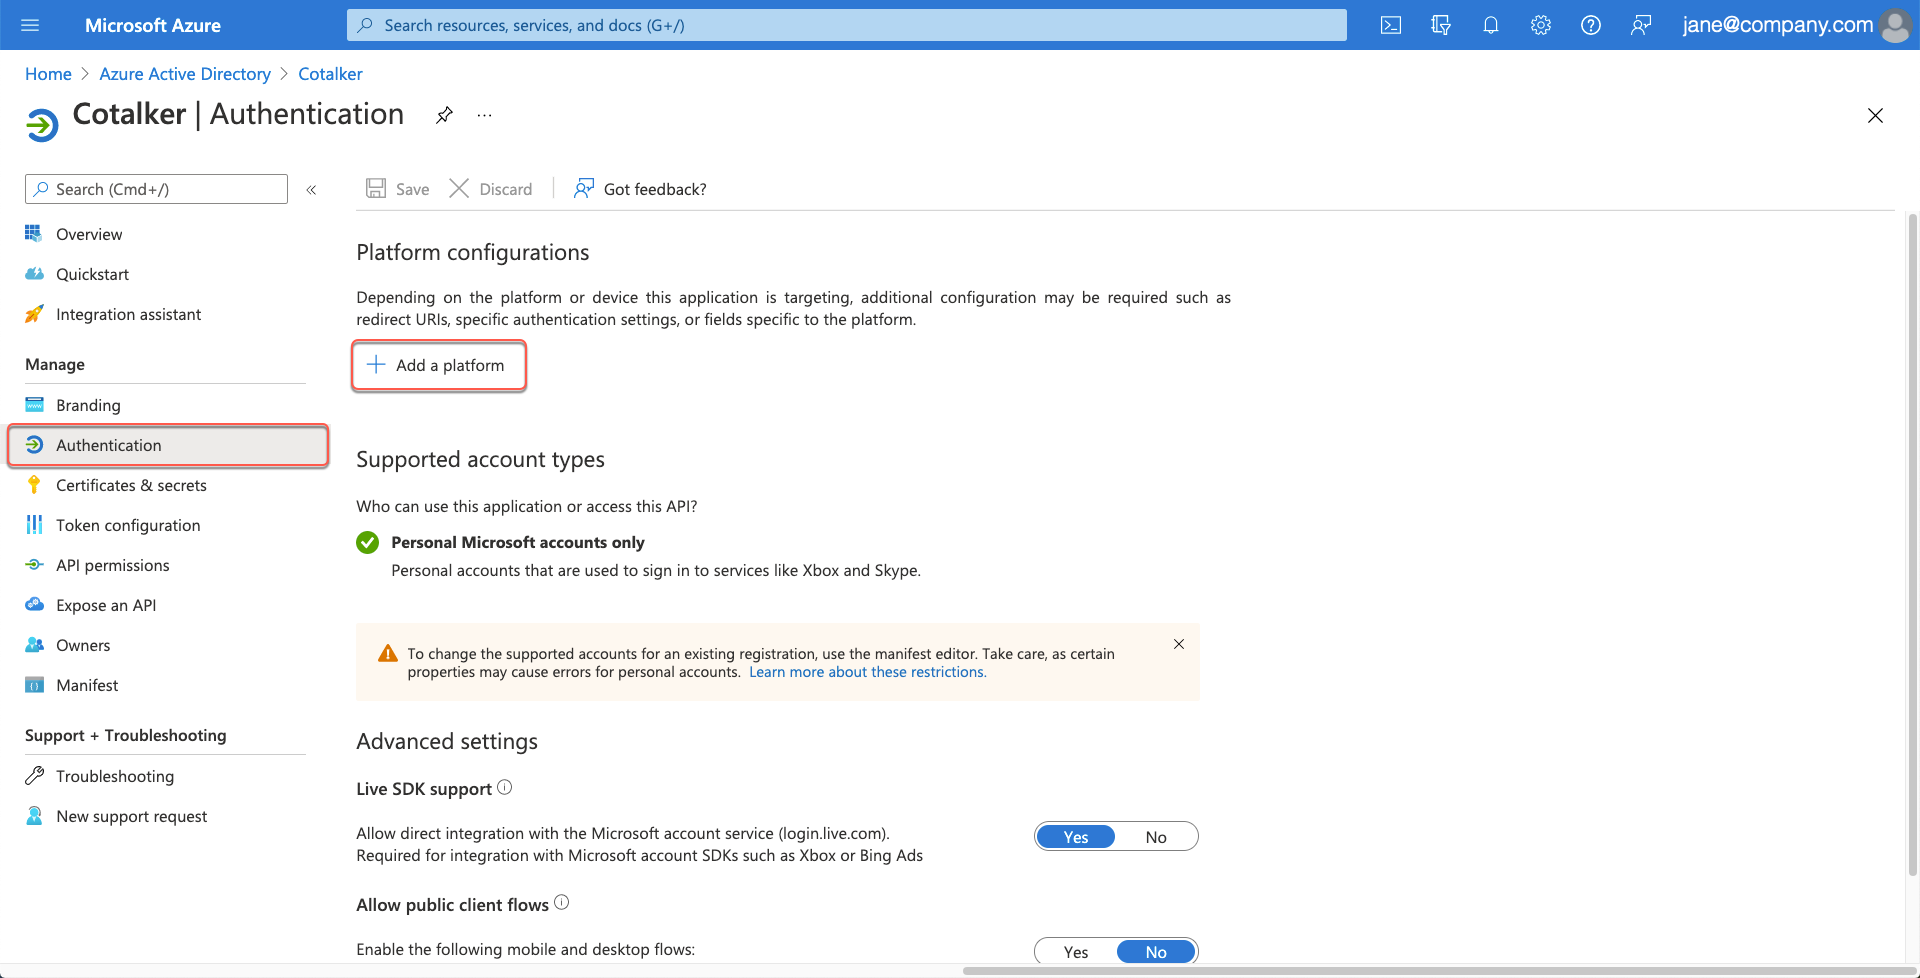 Microsoft Azure
Search resources, services, and docs (G+/)
jane@company.com
Home > Azure Active Directory > Cotalker
Cotalker | Authentication
Search (Cmd+/)
Save
Discard
Got feedback?
Overview
Quickstart
Integration assistant
Manage
Branding
Authentication
Certificates & secrets
Token configuration
API permissions
Expose an API
Owners
Manifest
Support + Troubleshooting
Troubleshooting
New support request
Platform configurations
Depending on the platform or device this application is targeting, additional configuration may be required such as
redirect URIs, specific authentication settings, or fields specific to the platform.
Add a platform
Supported account types
Who can use this application or access this API?
Personal Microsoft accounts only
Personal accounts that are used to sign in to services like Xbox and Skype.
To change the supported accounts for an existing registration, use the manifest editor. Take care, as certain
properties may cause errors for personal accounts. Learn more about these restrictions.
Advanced settings
Live SDK support
Allow direct integration with the Microsoft account service (login.live.com).
Required for integration with Microsoft account SDKs such as Xbox or Bing Ads
Yes No
Allow public client flows
Enable the following mobile and desktop flows:
Yes No